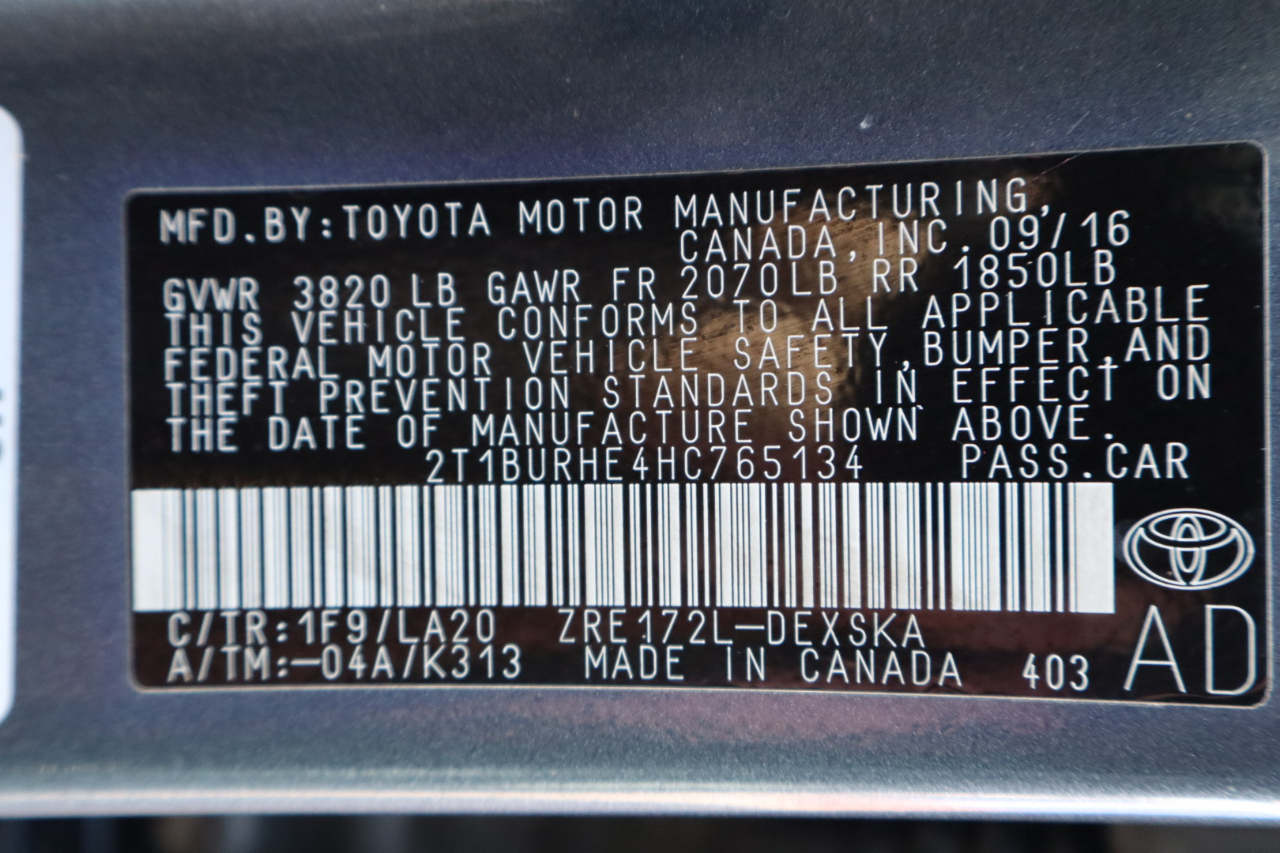 MFD.BY:TOYOTA MOTOR MANUFACTURING,
CANADA,INC. 09/16
GVWR 3820LB GAWR FR 2070LB RR 1850LB
THIS VEHICLE CONFORMS TO ALL APPLICABLE
FEDERAL MOTOR VEHICLE SAFETY,BUMPER,AND
THEFT PREVENTION STANDARDS IN EFFECT ON
THE DATE OF MANUFACTURE SHOWN ABOVE.
2T1BURHE4HC765134 PASS.CAR
C/TR:1F9/LA20 ZRE172L-DEXSKA
A/TM:-04A/K313 MADE IN CANADA 403
AD